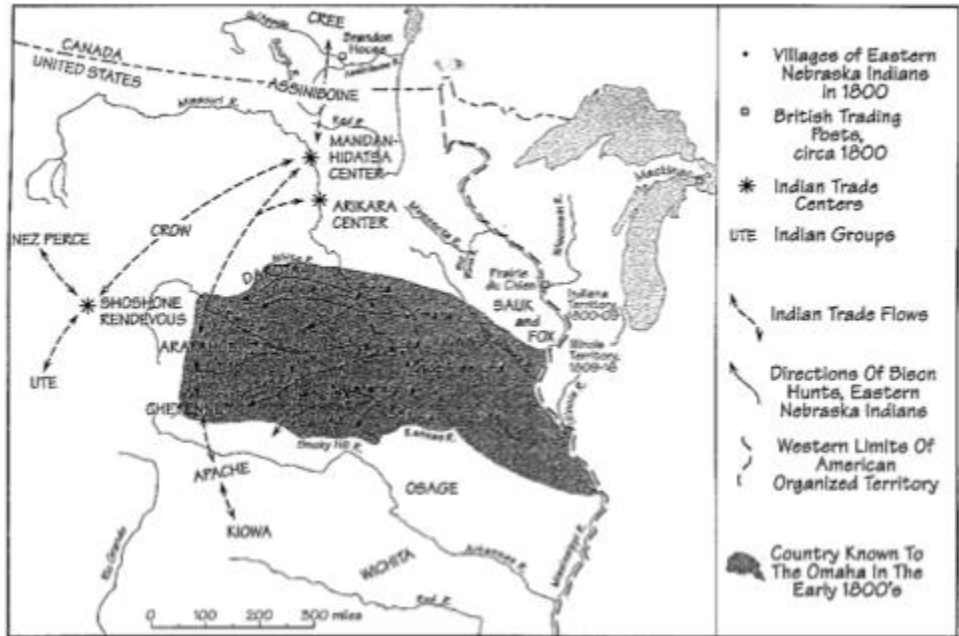 CREE
Brandon
House
CANADA
UNITED STATES
ASSINIBOINE
Missouri R.
Red R.
MANDAN-
HIDATSA
CENTER
ARIKARA
CENTER
Mackinac
CROW
NEZ PERCE
Minnesota R.
Wisconsin R.
White R.
Prairie
du Chien
SHOSHONE
RENDEVOUS
Indiana
Territory
1800-09
SAUK
and
FOX
Illinois
Territory,
1809-18
UTE
Illinois R.
CHEYENNE
Smoky Hill R.
Kansas R.
APACHE
OSAGE
KIOWA
Rio Grande
WICHITA
Arkansas R.
Mississippi R.
Red R.
0 100 200 300 miles
Villages of Eastern
Nebraska Indians
in 1800
British Trading
Posts,
circa 1800
Indian Trade
Centers
UTE Indian Groups
Indian Trade Flows
Directions Of Bison
Hunts, Eastern
Nebraska Indians
Western Limits Of
American
Organized Territory
Country Known To
The Omaha In The
Early 1800's